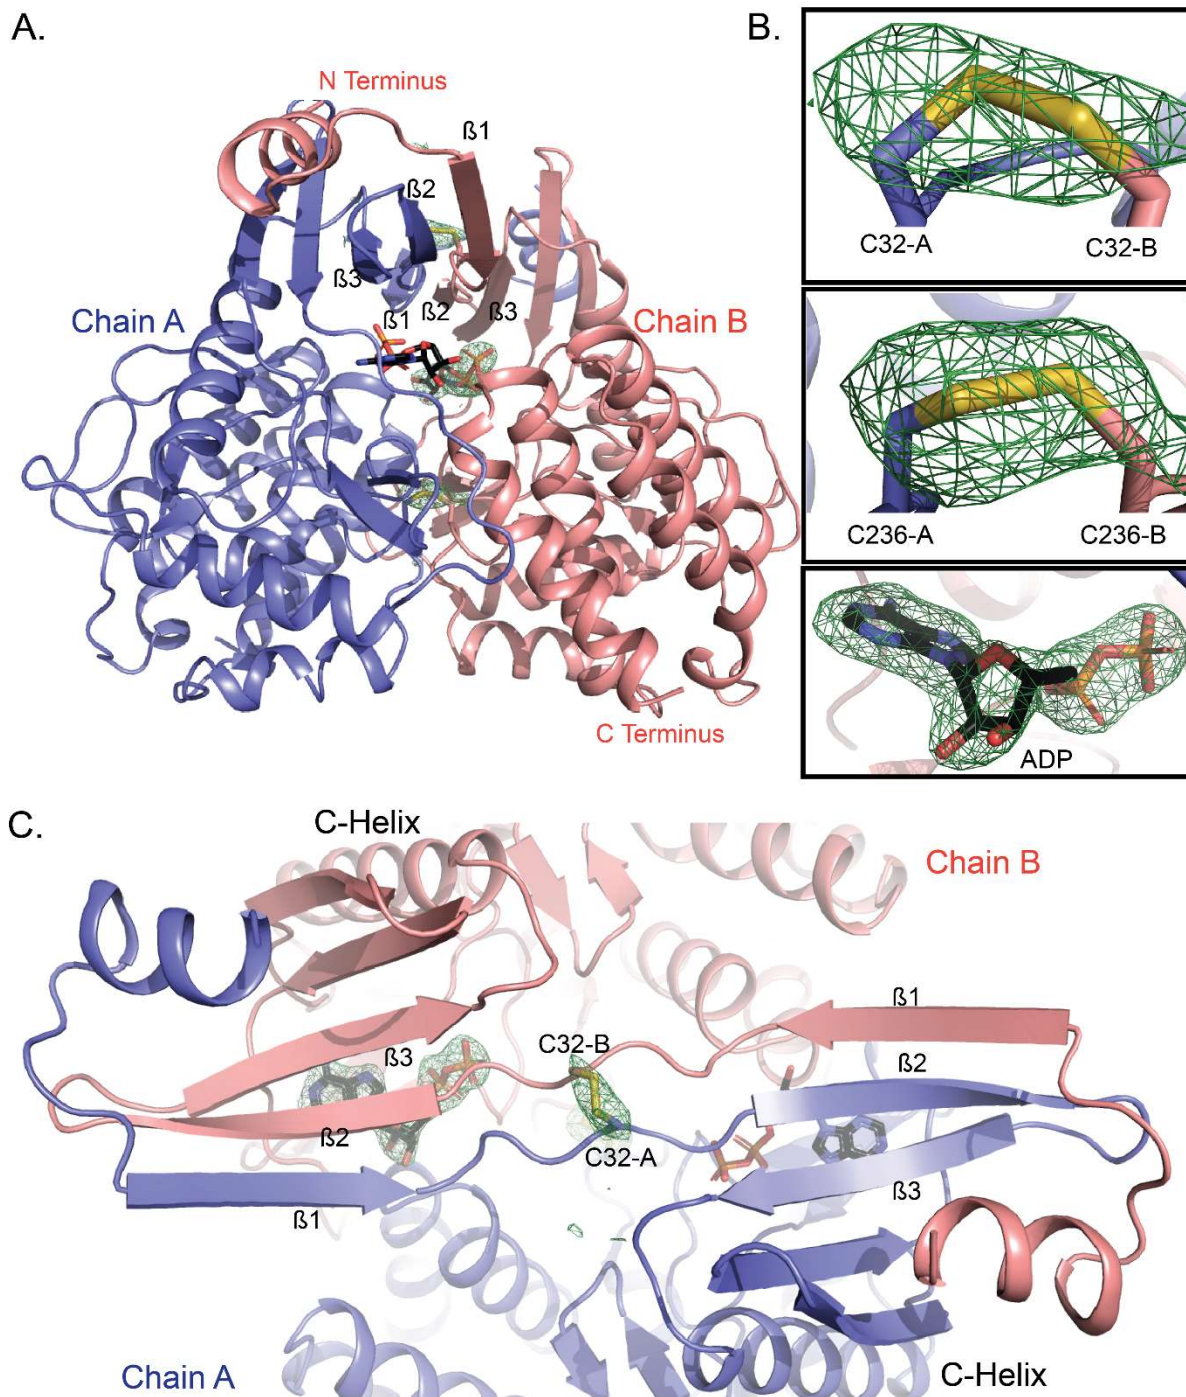 A.
B.
N Terminus
ß1
ß2
ß3
ß2
ß3
ß1
Chain A
Chain B
C Terminus
C32-A C32-B
C236-A C236-B
ADP
C.
C-Helix
Chain B
ß1
C32-B
ß3
ß2
ß2
C32-A
ß3
ß1
Chain A
C-Helix